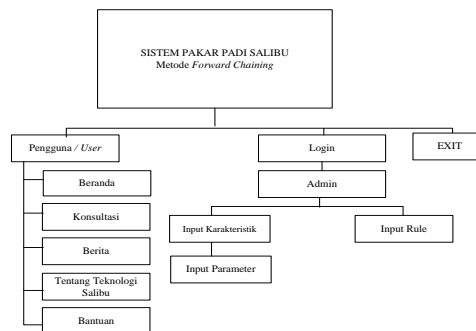 SISTEM PAKAR PADI SALIBU
Metode Forward Chaining
Pengguna / User
Login
EXIT
Beranda
Konsultasi
Berita
Tentang Teknologi
Salibu
Bantuan
Admin
Input Karakteristik
Input Rule
Input Parameter